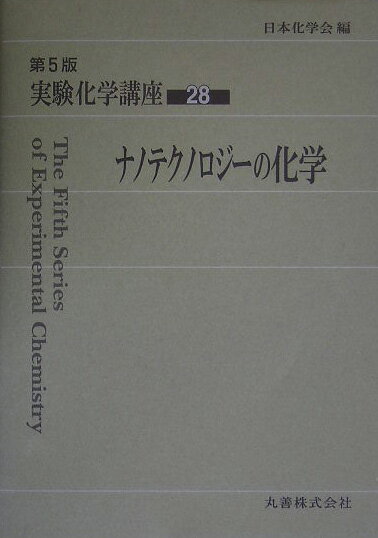 日本化学会 編
第5版
実験化学講座 28
ナノテクノロジーの化学
The Fifth Series
of Experimental Chemistry
丸善株式会社